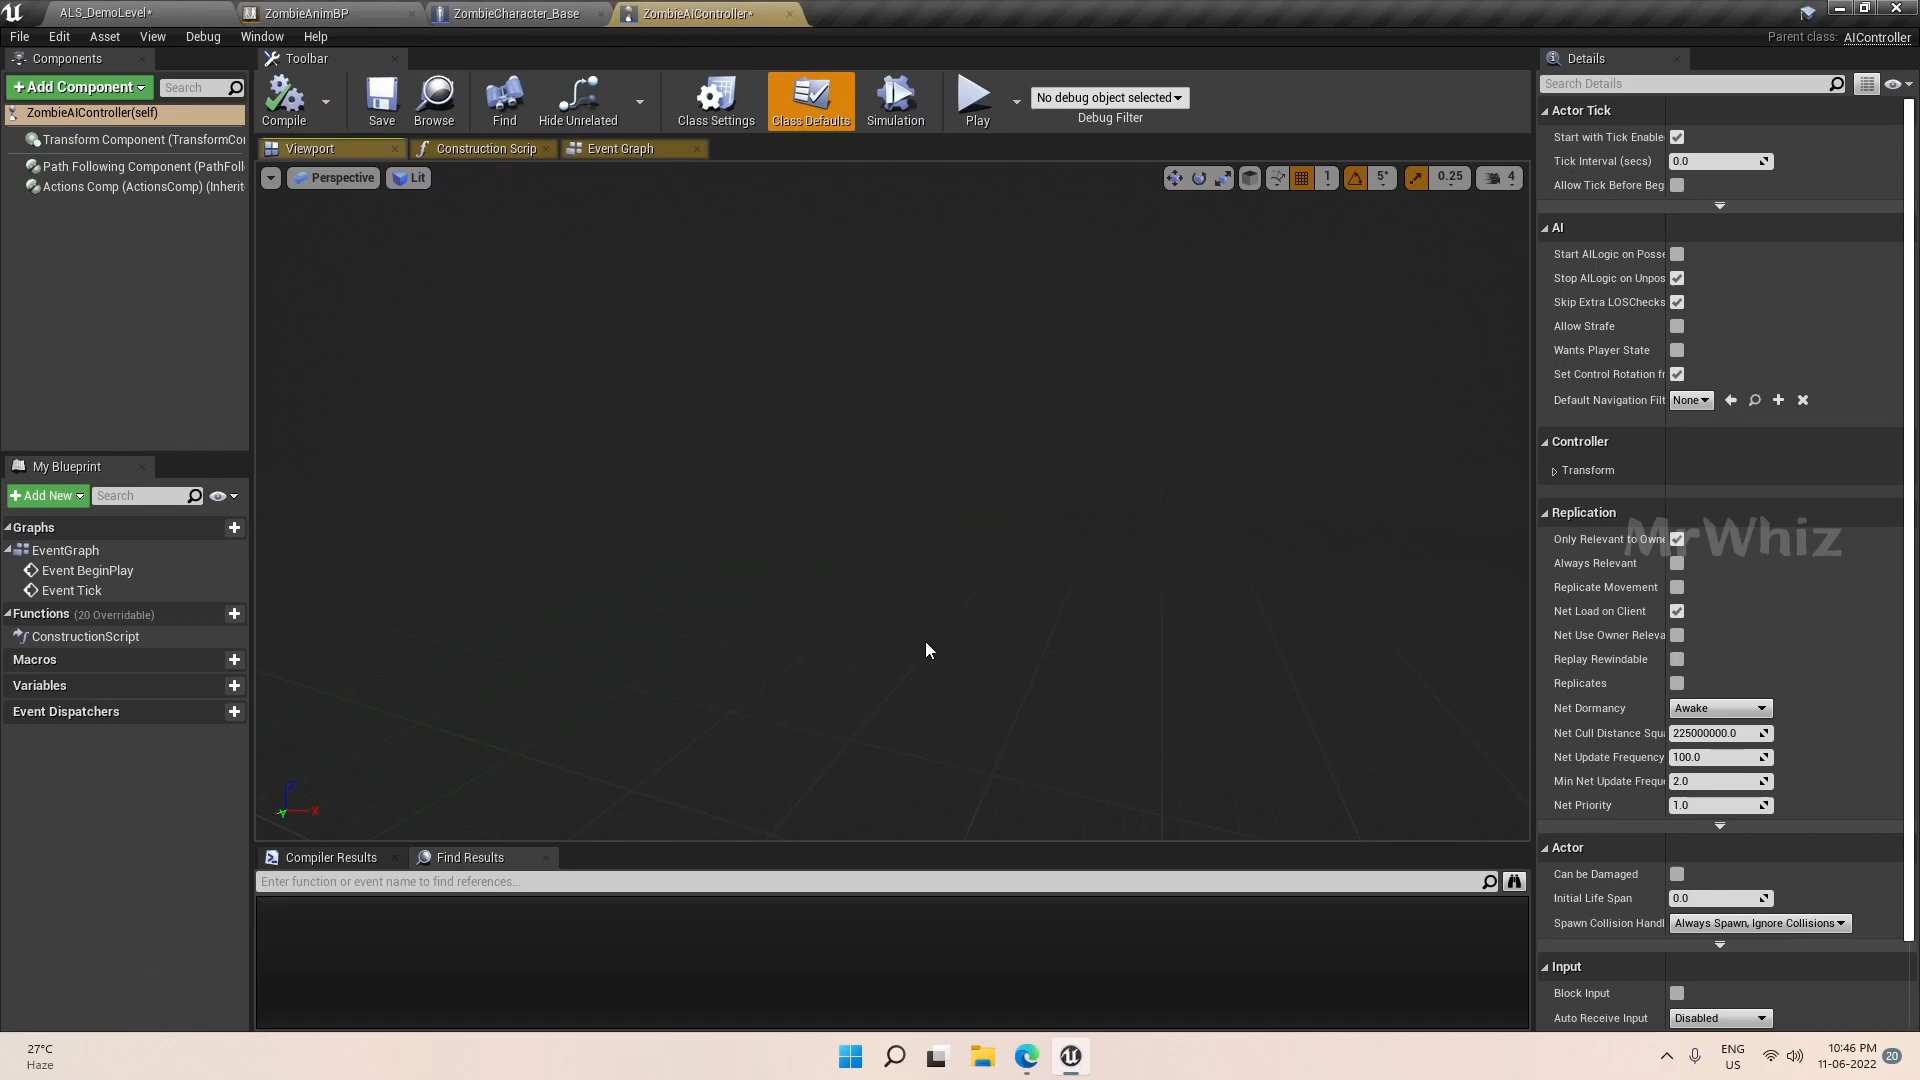 ALS_DemoLevel*
ZombieAnimBP
ZombieCharacter_Base
ZombieAIController*
File Edit Asset View Debug Window Help
Parent class: AIController
Components
Toolbar
Details
+Add Component
Search
ZombieAIController(self)
Transform Component (TransformCo
Path Following Component (PathFoll
Actions Comp (ActionsComp) (Inherit
Compile
Save
Browse
Find
Hide Unrelated
Class Settings
Class Defaults
Simulation
Play
No debug object selected
Debug Filter
Viewport
Construction Scrip
Event Graph
Perspective
Lit
1
5°
0.25
4
Z
X
Y
My Blueprint
+Add New
Search
Graphs
EventGraph
Event BeginPlay
Event Tick
Functions (20 Overridable)
ConstructionScript
Macros
Variables
Event Dispatchers
Compiler Results
Find Results
Enter function or event name to find references...
Search Details
Actor Tick
Start with Tick Enable
Tick Interval (secs) 0.0
Allow Tick Before Beg
AI
Start AILogic on Posse
Stop AILogic on Unpos
Skip Extra LOSChecks
Allow Strafe
Wants Player State
Set Control Rotation fr
Default Navigation Filt None
Controller
Transform
Replication
MrWhiz
Only Relevant to Owne
Always Relevant
Replicate Movement
Net Load on Client
Net Use Owner Releva
Replay Rewindable
Replicates
Net Dormancy Awake
Net Cull Distance Squa 225000000.0
Net Update Frequency 100.0
Min Net Update Frequ 2.0
Net Priority 1.0
Actor
Can be Damaged
Initial Life Span 0.0
Spawn Collision Handl Always Spawn, Ignore Collisions
Input
Block Input
Auto Receive Input Disabled
27°C
Haze
ENG
US
10:46 PM
11-06-2022
20